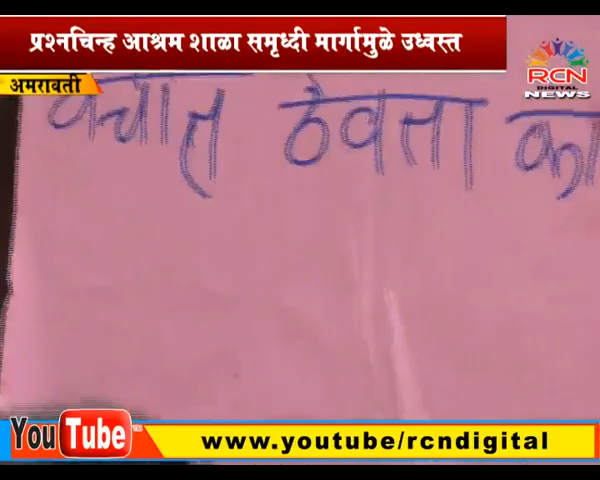 प्रश्नचिन्ह आश्रम शाळा समृध्दी मार्गामुळे उध्वस्त
RCN
DIGITAL
NEWS
अमरावती
ठेवता का
YouTube
www.youtube/rcndigital